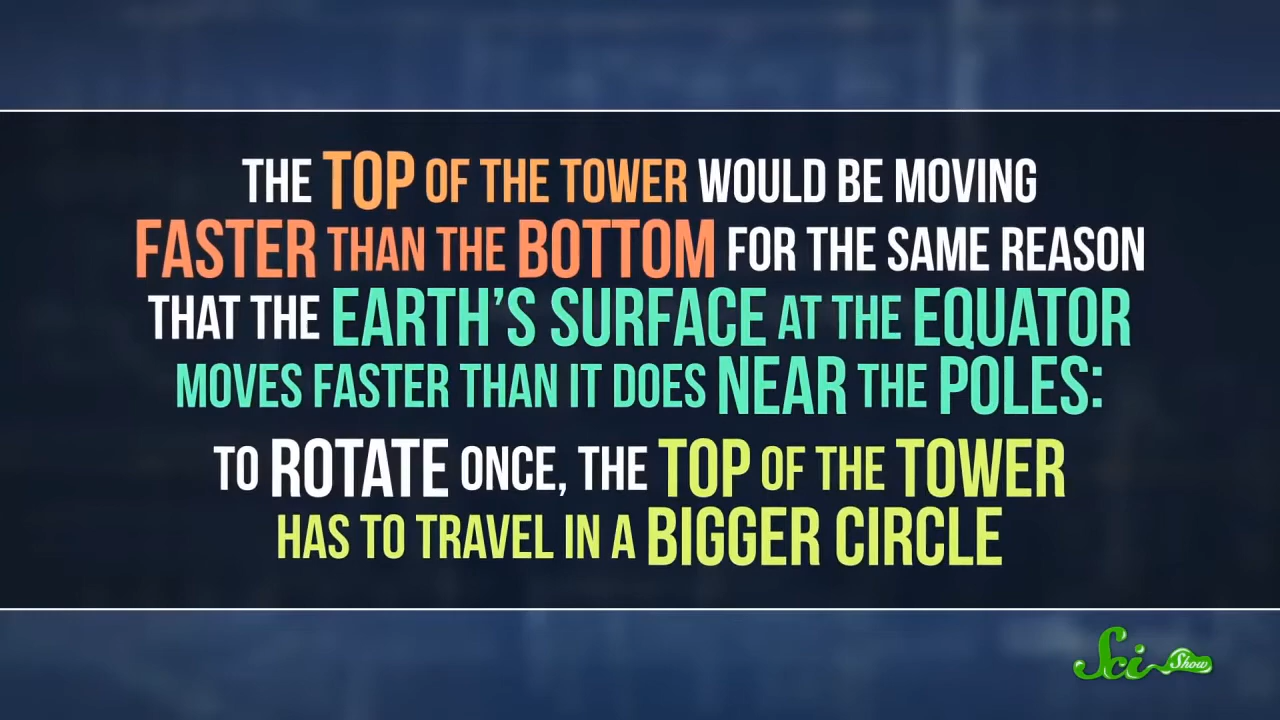 THE TOP OF THE TOWER WOULD BE MOVING
FASTER THAN THE BOTTOM FOR THE SAME REASON
THAT THE EARTH'S SURFACE AT THE EQUATOR
MOVES FASTER THAN IT DOES NEAR THE POLES:
TO ROTATE ONCE, THE TOP OF THE TOWER
HAS TO TRAVEL IN A BIGGER CIRCLE
Sci Show